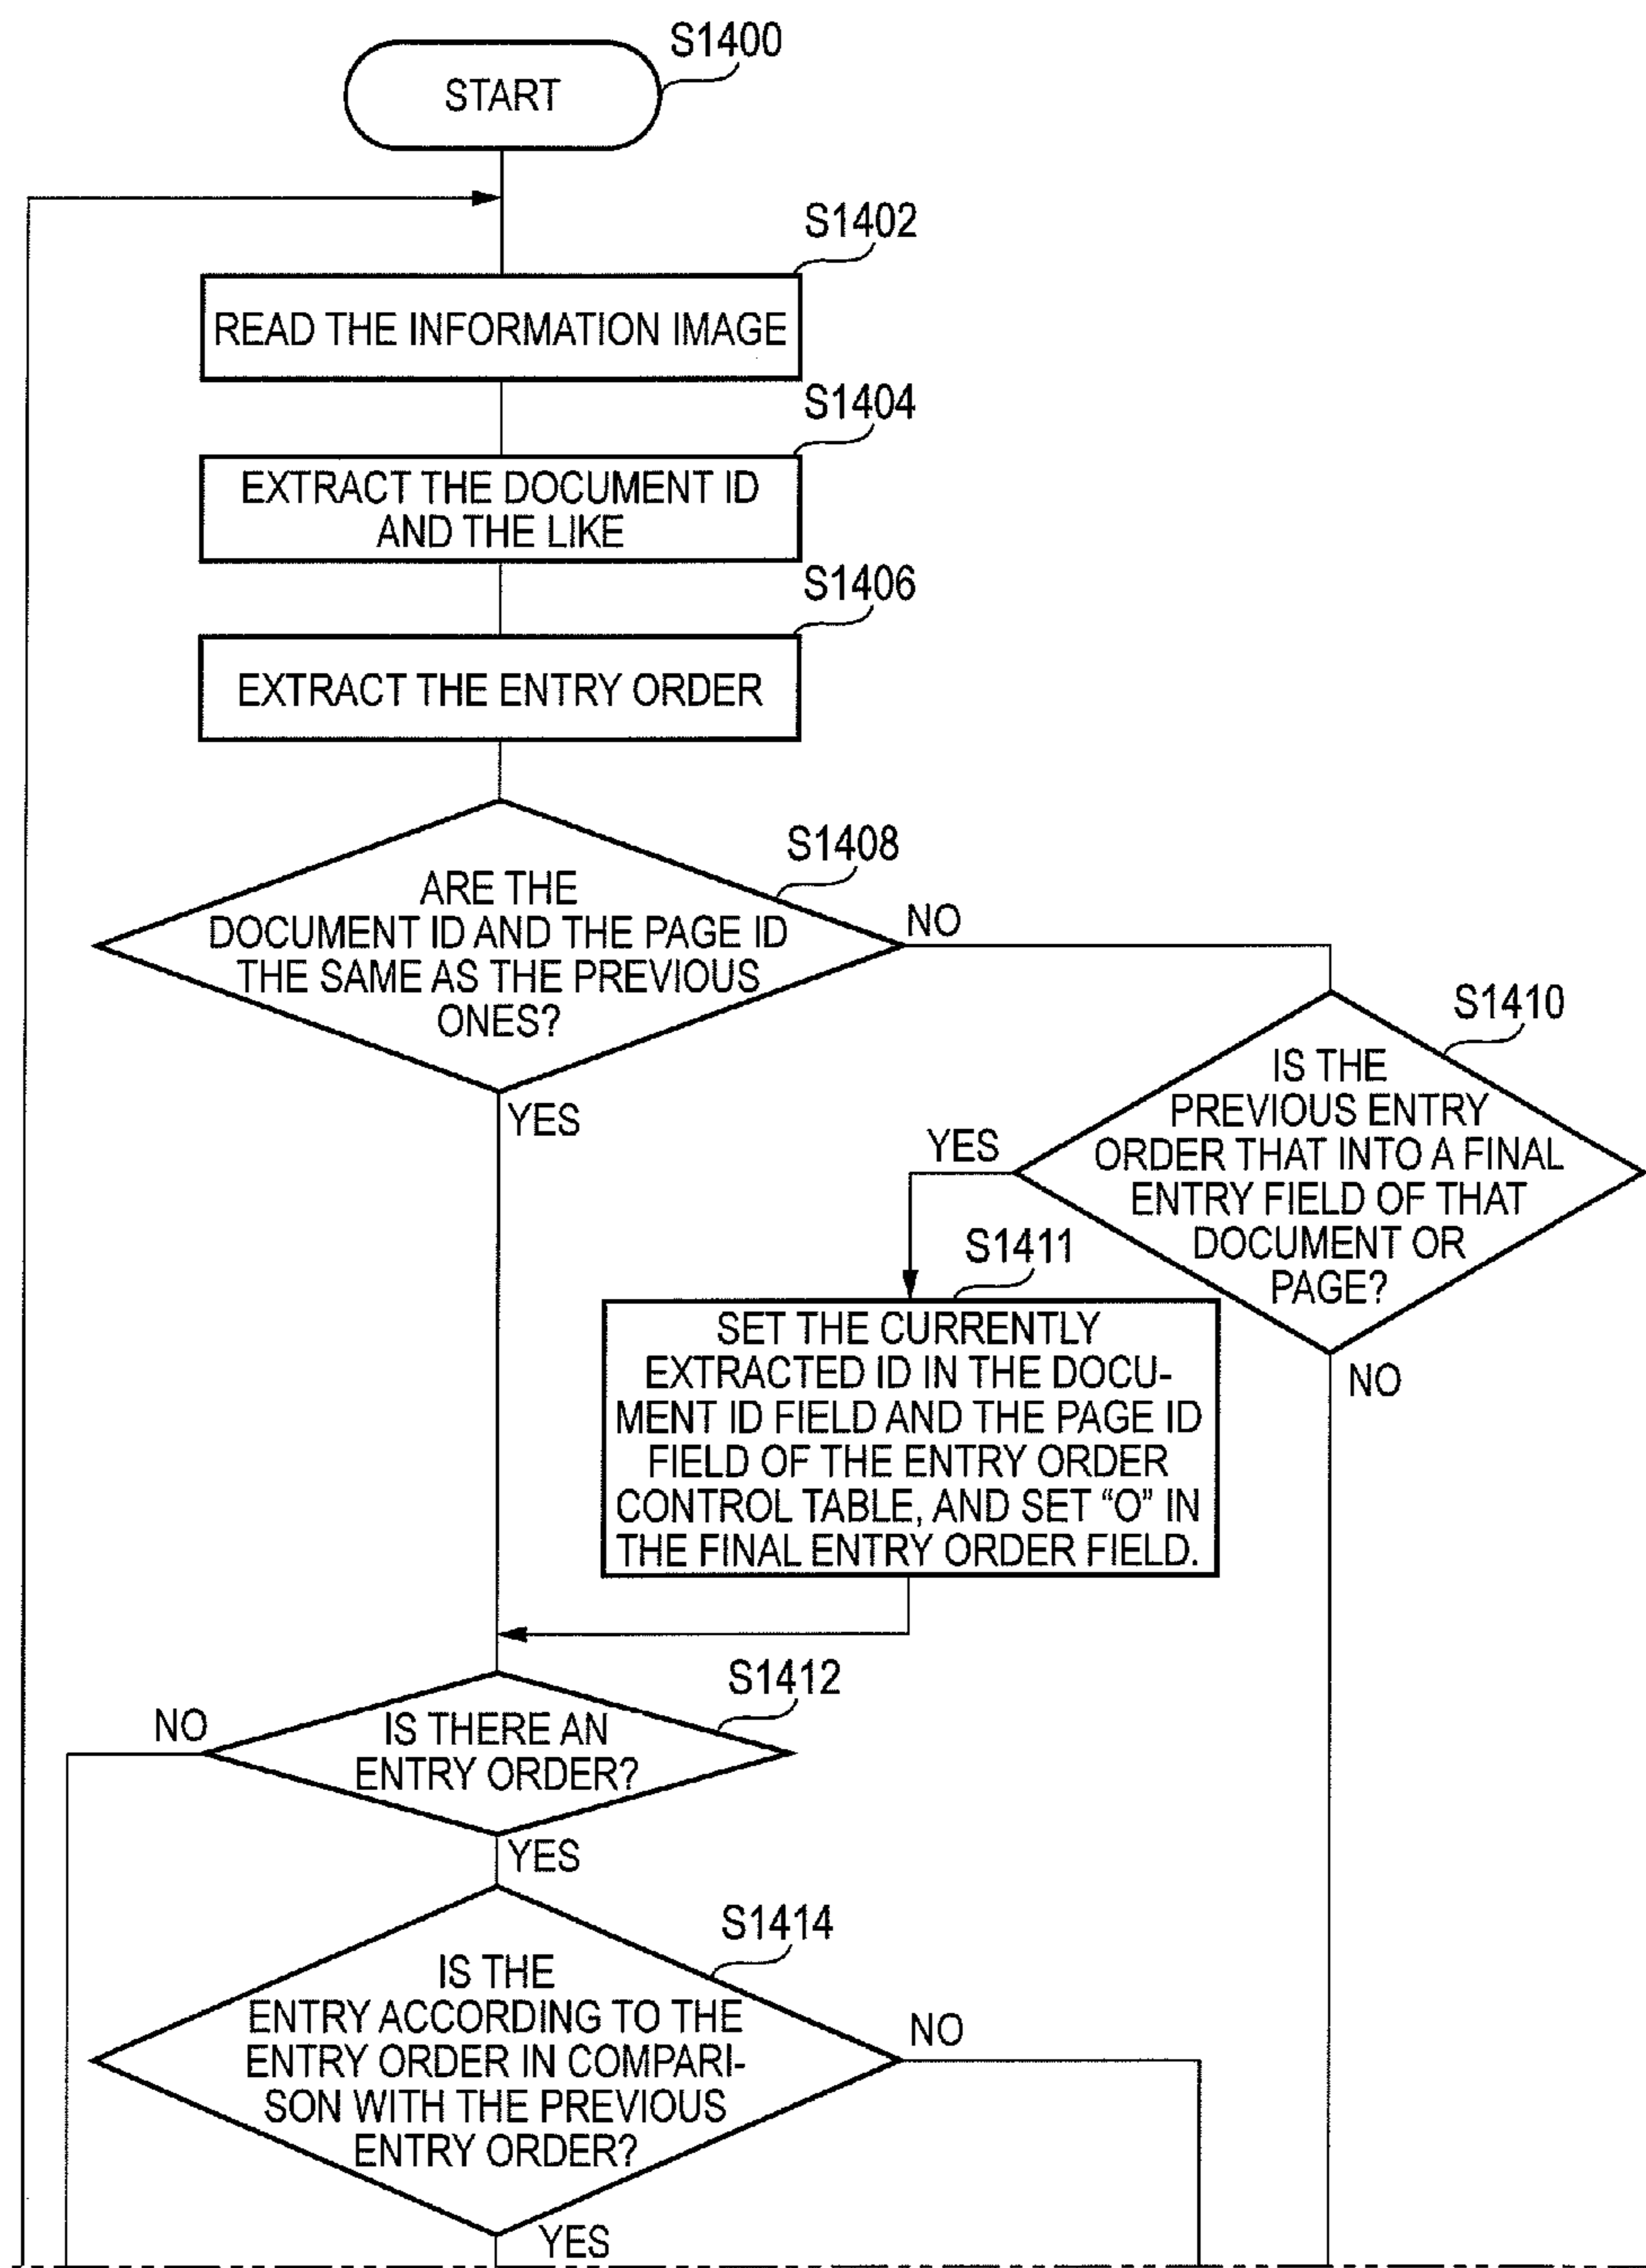 S1400
START
S1402
READ THE INFORMATION IMAGE
S1404
EXTRACT THE DOCUMENT ID
AND THE LIKE
S1406
EXTRACT THE ENTRY ORDER
S1408
ARE THE
DOCUMENT ID AND THE PAGE ID
THE SAME AS THE PREVIOUS
ONES?
NO
YES
S1410
IS THE
PREVIOUS ENTRY
ORDER THAT INTO A FINAL
ENTRY FIELD OF THAT
DOCUMENT OR
PAGE?
YES
NO
S1411
SET THE CURRENTLY
EXTRACTED ID IN THE DOCU-
MENT ID FIELD AND THE PAGE ID
FIELD OF THE ENTRY ORDER
CONTROL TABLE, AND SET “O” IN
THE FINAL ENTRY ORDER FIELD.
S1412
IS THERE AN
ENTRY ORDER?
NO
YES
S1414
IS THE
ENTRY ACCORDING TO THE
ENTRY ORDER IN COMPARI-
SON WITH THE PREVIOUS
ENTRY ORDER?
NO
YES